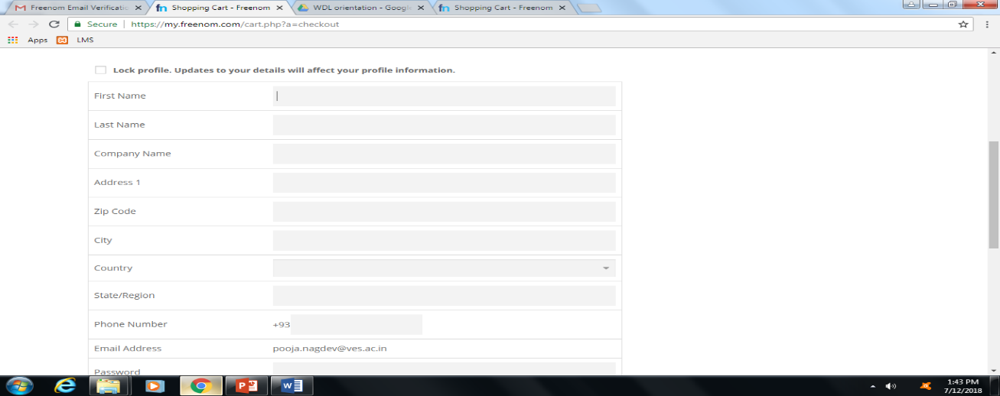 Freenom Email Verificatio
Shopping Cart - Freenom
WDL orientation - Google
Shopping Cart - Freenom
Secure
https://my.freenom.com/cart.php?a=checkout
Apps
LMS
Lock profile. Updates to your details will affect your profile information.
First Name
Last Name
Company Name
Address 1
Zip Code
City
Country
State/Region
Phone Number +93
Email Address pooja.nagdev@ves.ac.in
Password
1:43 PM
7/12/2018